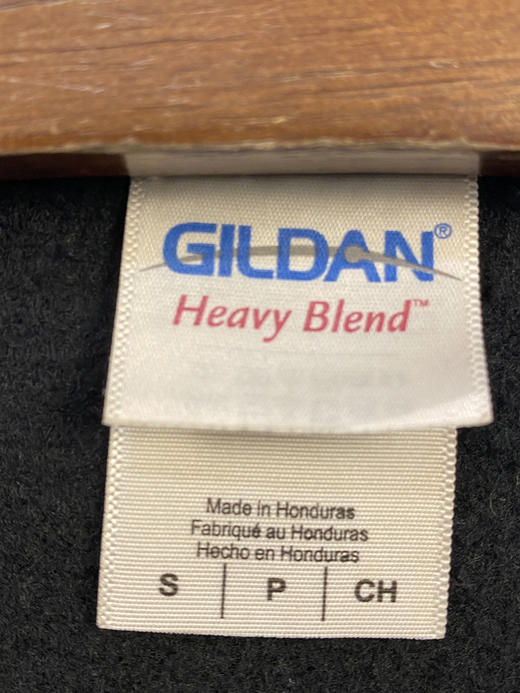 GILDAN®
Heavy Blend™
Made in Honduras
Fabriqué au Honduras
Hecho en Honduras
S | P | CH